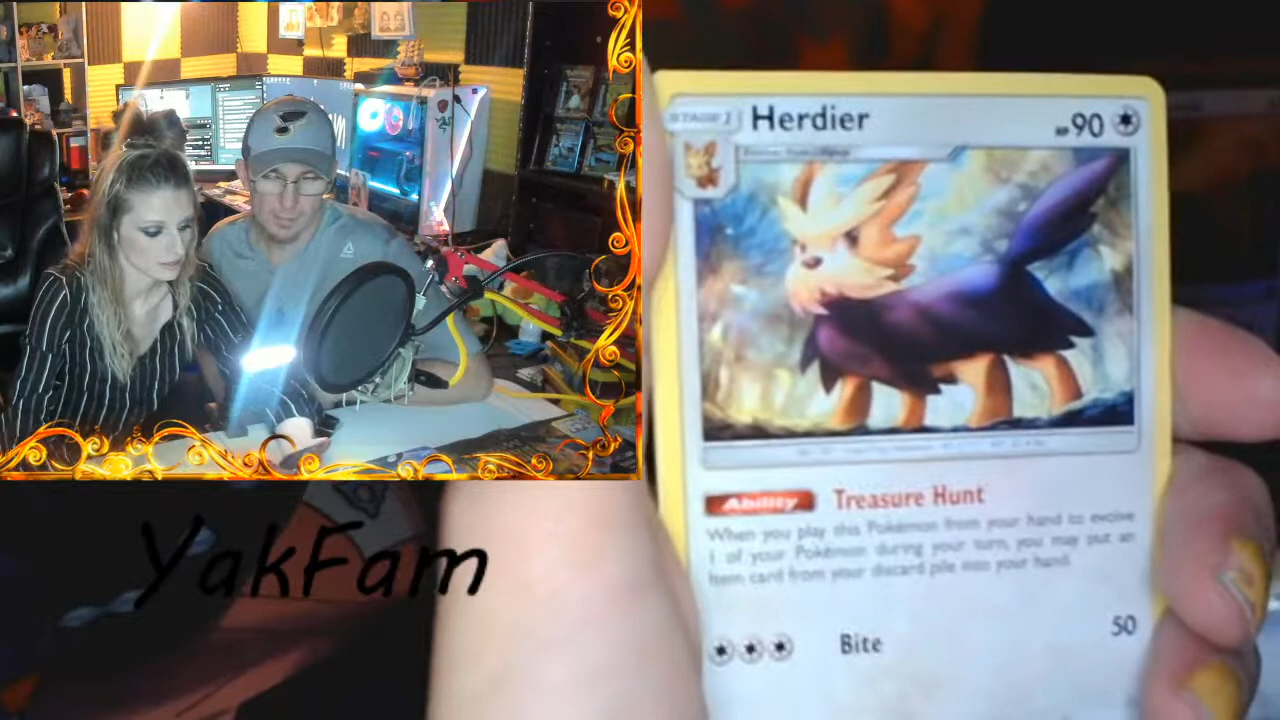 STAGE 1
Herdier
HP 90
Ability Treasure Hunt
When you play this Pokémon from your hand to evolve
1 of your Pokémon during your turn, you may put an
Item card from your discard pile into your hand.
Bite 50
YakFam